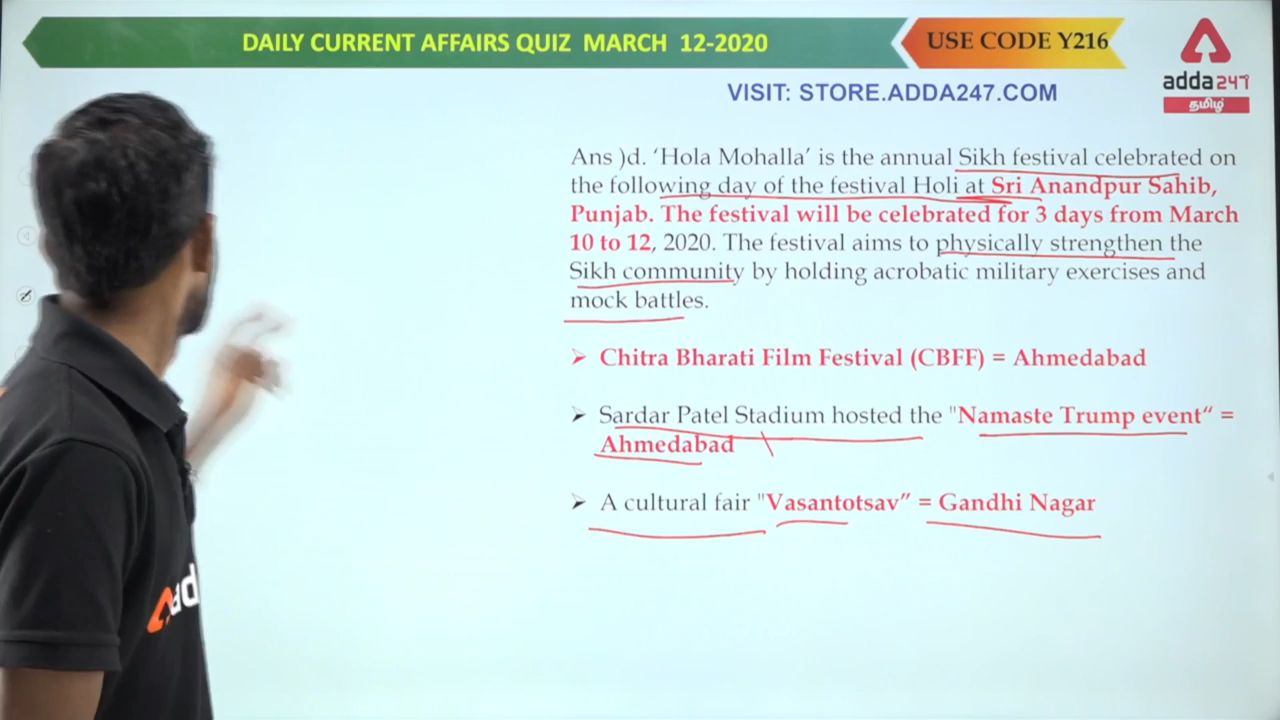 DAILY CURRENT AFFAIRS QUIZ MARCH 12-2020
USE CODE Y216
adda247
தமிழ்
VISIT: STORE.ADDA247.COM
Ans )d. ‘Hola Mohalla’ is the annual Sikh festival celebrated on
the following day of the festival Holi at Sri Anandpur Sahib,
Punjab. The festival will be celebrated for 3 days from March
10 to 12, 2020. The festival aims to physically strengthen the
Sikh community by holding acrobatic military exercises and
mock battles.
➢ Chitra Bharati Film Festival (CBFF) = Ahmedabad
➢ Sardar Patel Stadium hosted the "Namaste Trump event“ =
Ahmedabad
➢ A cultural fair "Vasantotsav” = Gandhi Nagar
ad